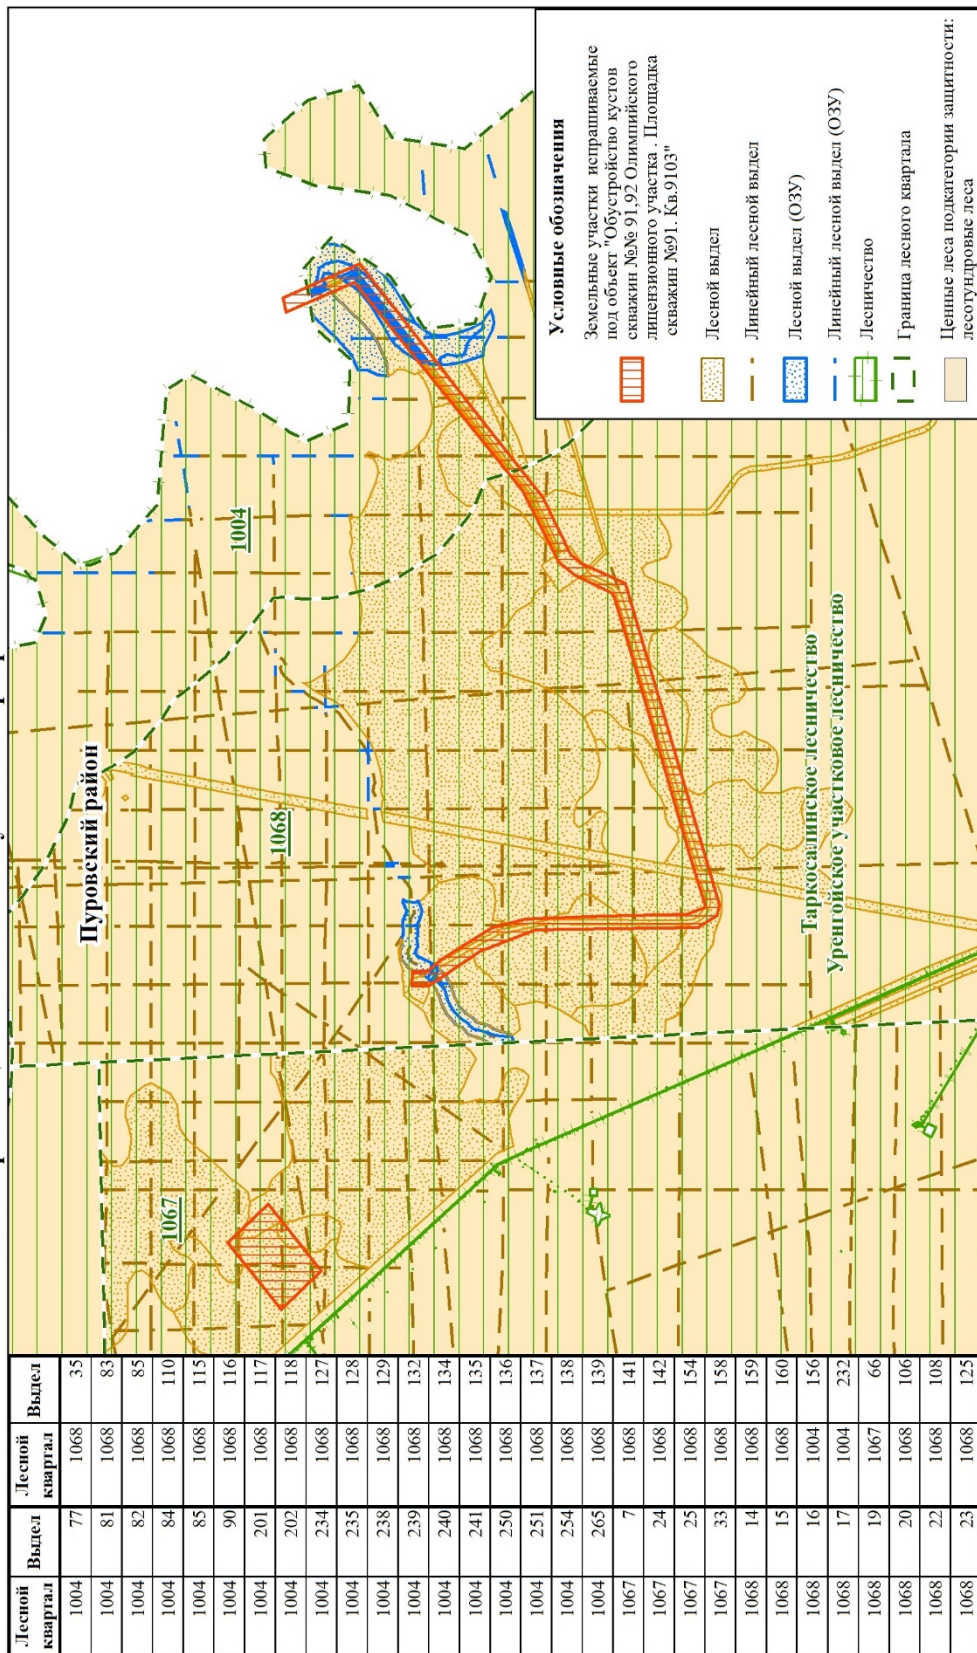 Лесной квартал Выдел Лесной квартал Выдел
1004 77 1068 35
1004 81 1068 83
1004 82 1068 85
1004 84 1068 110
1004 85 1068 115
1004 90 1068 116
1004 201 1068 117
1004 202 1068 118
1004 234 1068 127
1004 235 1068 128
1004 238 1068 129
1004 239 1068 132
1004 240 1068 134
1004 241 1068 135
1004 250 1068 136
1004 251 1068 137
1004 254 1068 138
1004 265 1068 139
1067 7 1068 141
1067 24 1068 142
1067 25 1068 154
1067 33 1068 158
1068 14 1068 159
1068 15 1068 160
1068 16 1004 156
1068 17 1004 232
1068 19 1067 66
1068 20 1068 106
1068 22 1068 108
1068 23 1068 125
Пуровский район
1067
1068
1004
Таркосалинское лесничество
Уренгойское участковое лесничество
Условные обозначения
Земельные участки испрашиваемые
под объект "Обустройство кустов
скважин №№ 91,92 Олимпийского
лицензионного участка . Площадка
скважин №91. Кв.9103"
Лесной выдел
Линейный лесной выдел
Лесной выдел (ОЗУ)
Линейный лесной выдел (ОЗУ)
Лесничество
Граница лесного квартала
Ценные леса подкатегории защитности:
лесотундровые леса